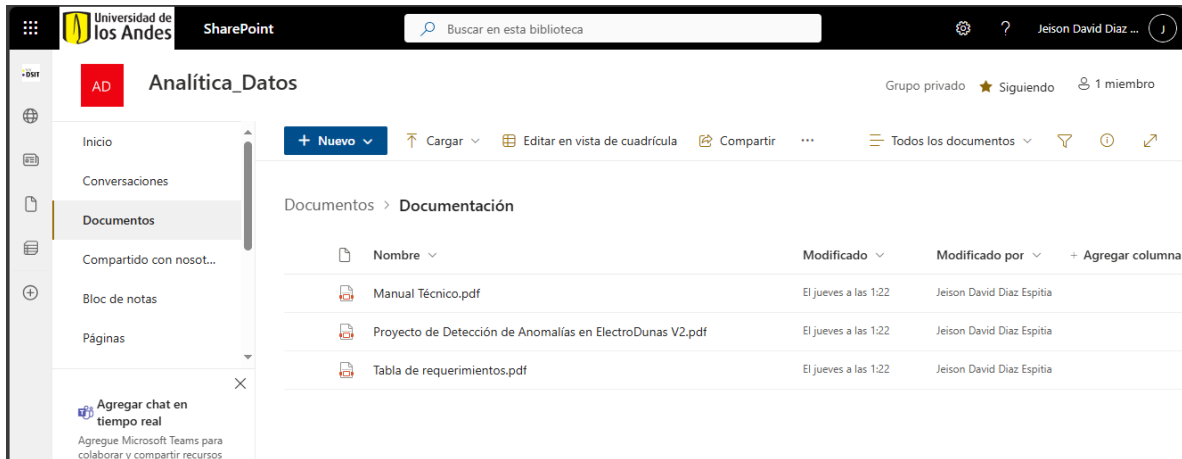 Universidad de
los Andes
SharePoint
Buscar en esta biblioteca
?
Jeison David Diaz ...
J
DSIT
AD
Analítica_Datos
Grupo privado
Siguiendo
1 miembro
Inicio
Conversaciones
Documentos
Compartido con nosot...
Bloc de notas
Páginas
Agregar chat en
tiempo real
Agregue Microsoft Teams para
colaborar y compartir recursos
+ Nuevo
Cargar
Editar en vista de cuadrícula
Compartir
...
Todos los documentos
Documentos > Documentación
Nombre
Modificado
Modificado por
+ Agregar columna
Manual Técnico.pdf
El jueves a las 1:22
Jeison David Diaz Espitia
Proyecto de Detección de Anomalías en ElectroDunas V2.pdf
El jueves a las 1:22
Jeison David Diaz Espitia
Tabla de requerimientos.pdf
El jueves a las 1:22
Jeison David Diaz Espitia